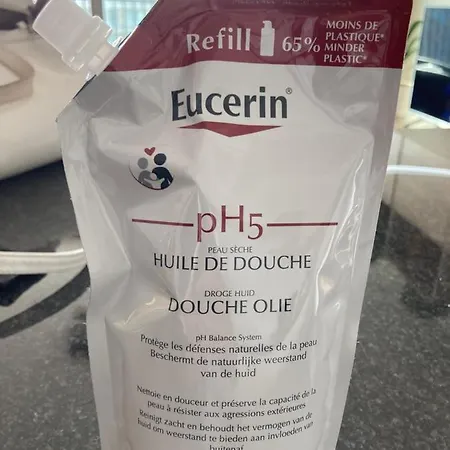 Refill 65% MOINS DE
PLASTIQUE*
MINDER
PLASTIC*
Eucerin®
pH5
PEAU SÈCHE
HUILE DE DOUCHE
DROGE HUID
DOUCHE OLIE
pH Balance System
Protège les défenses naturelles de la peau
Beschermt de natuurlijke weerstand
van de huid
Nettoie en douceur et préserve la capacité de la
peau à résister aux agressions extérieures
Reinigt zacht en behoudt het vermogen van de
huid om weerstand te bieden aan invloeden van
buitenaf